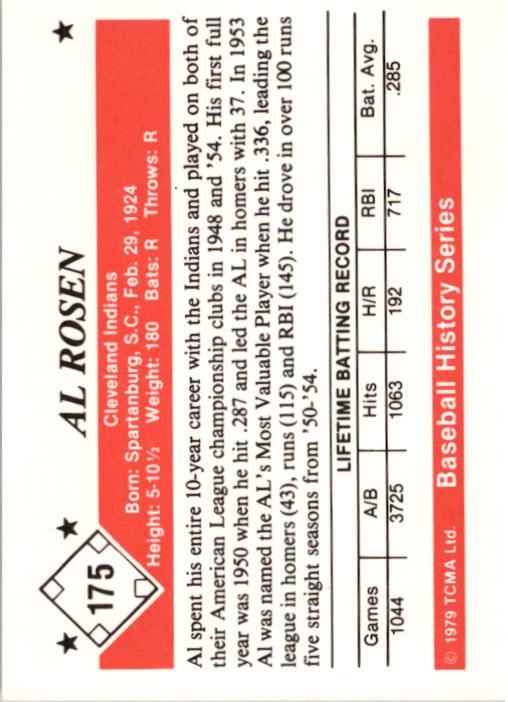 175
AL ROSEN
Cleveland Indians
Born: Spartanburg, S.C., Feb. 29, 1924
Height: 5-10½ Weight: 180 Bats: R Throws: R
Al spent his entire 10-year career with the Indians and played on both of
their American League championship clubs in 1948 and '54. His first full
year was 1950 when he hit .287 and led the AL in homers with 37. In 1953
Al was named the AL's Most Valuable Player when he hit .336, leading the
league in homers (43), runs (115) and RBI (145). He drove in over 100 runs
five straight seasons from '50-'54.
LIFETIME BATTING RECORD
Games A/B Hits H/R RBI Bat. Avg.
1044 3725 1063 192 717 .285
© 1979 TCMA Ltd. Baseball History Series